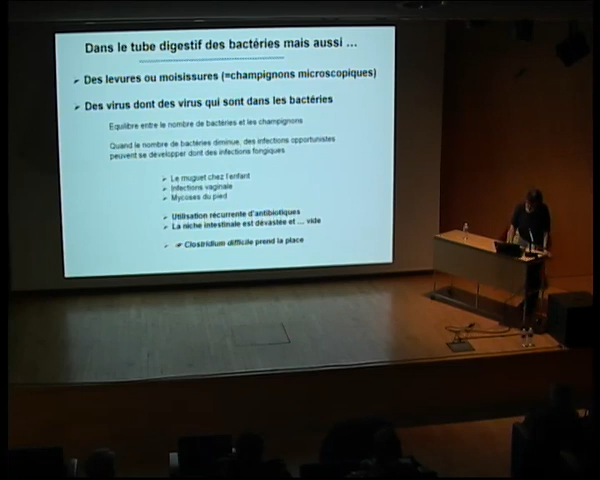 Dans le tube digestif des bactéries mais aussi ...
Des levures ou moisissures (=champignons microscopiques)
Des virus dont des virus qui sont dans les bactéries
Equilibre entre le nombre de bactéries et les champignons
Quand le nombre de bactéries diminue, des infections opportunistes
peuvent se développer dont des infections fongiques
Le muguet chez l'enfant
Infections vaginale
Mycoses du pied
Utilisation récurrente d'antibiotiques
La niche intestinale est dévastée et ... vide
Clostridium difficile prend la place